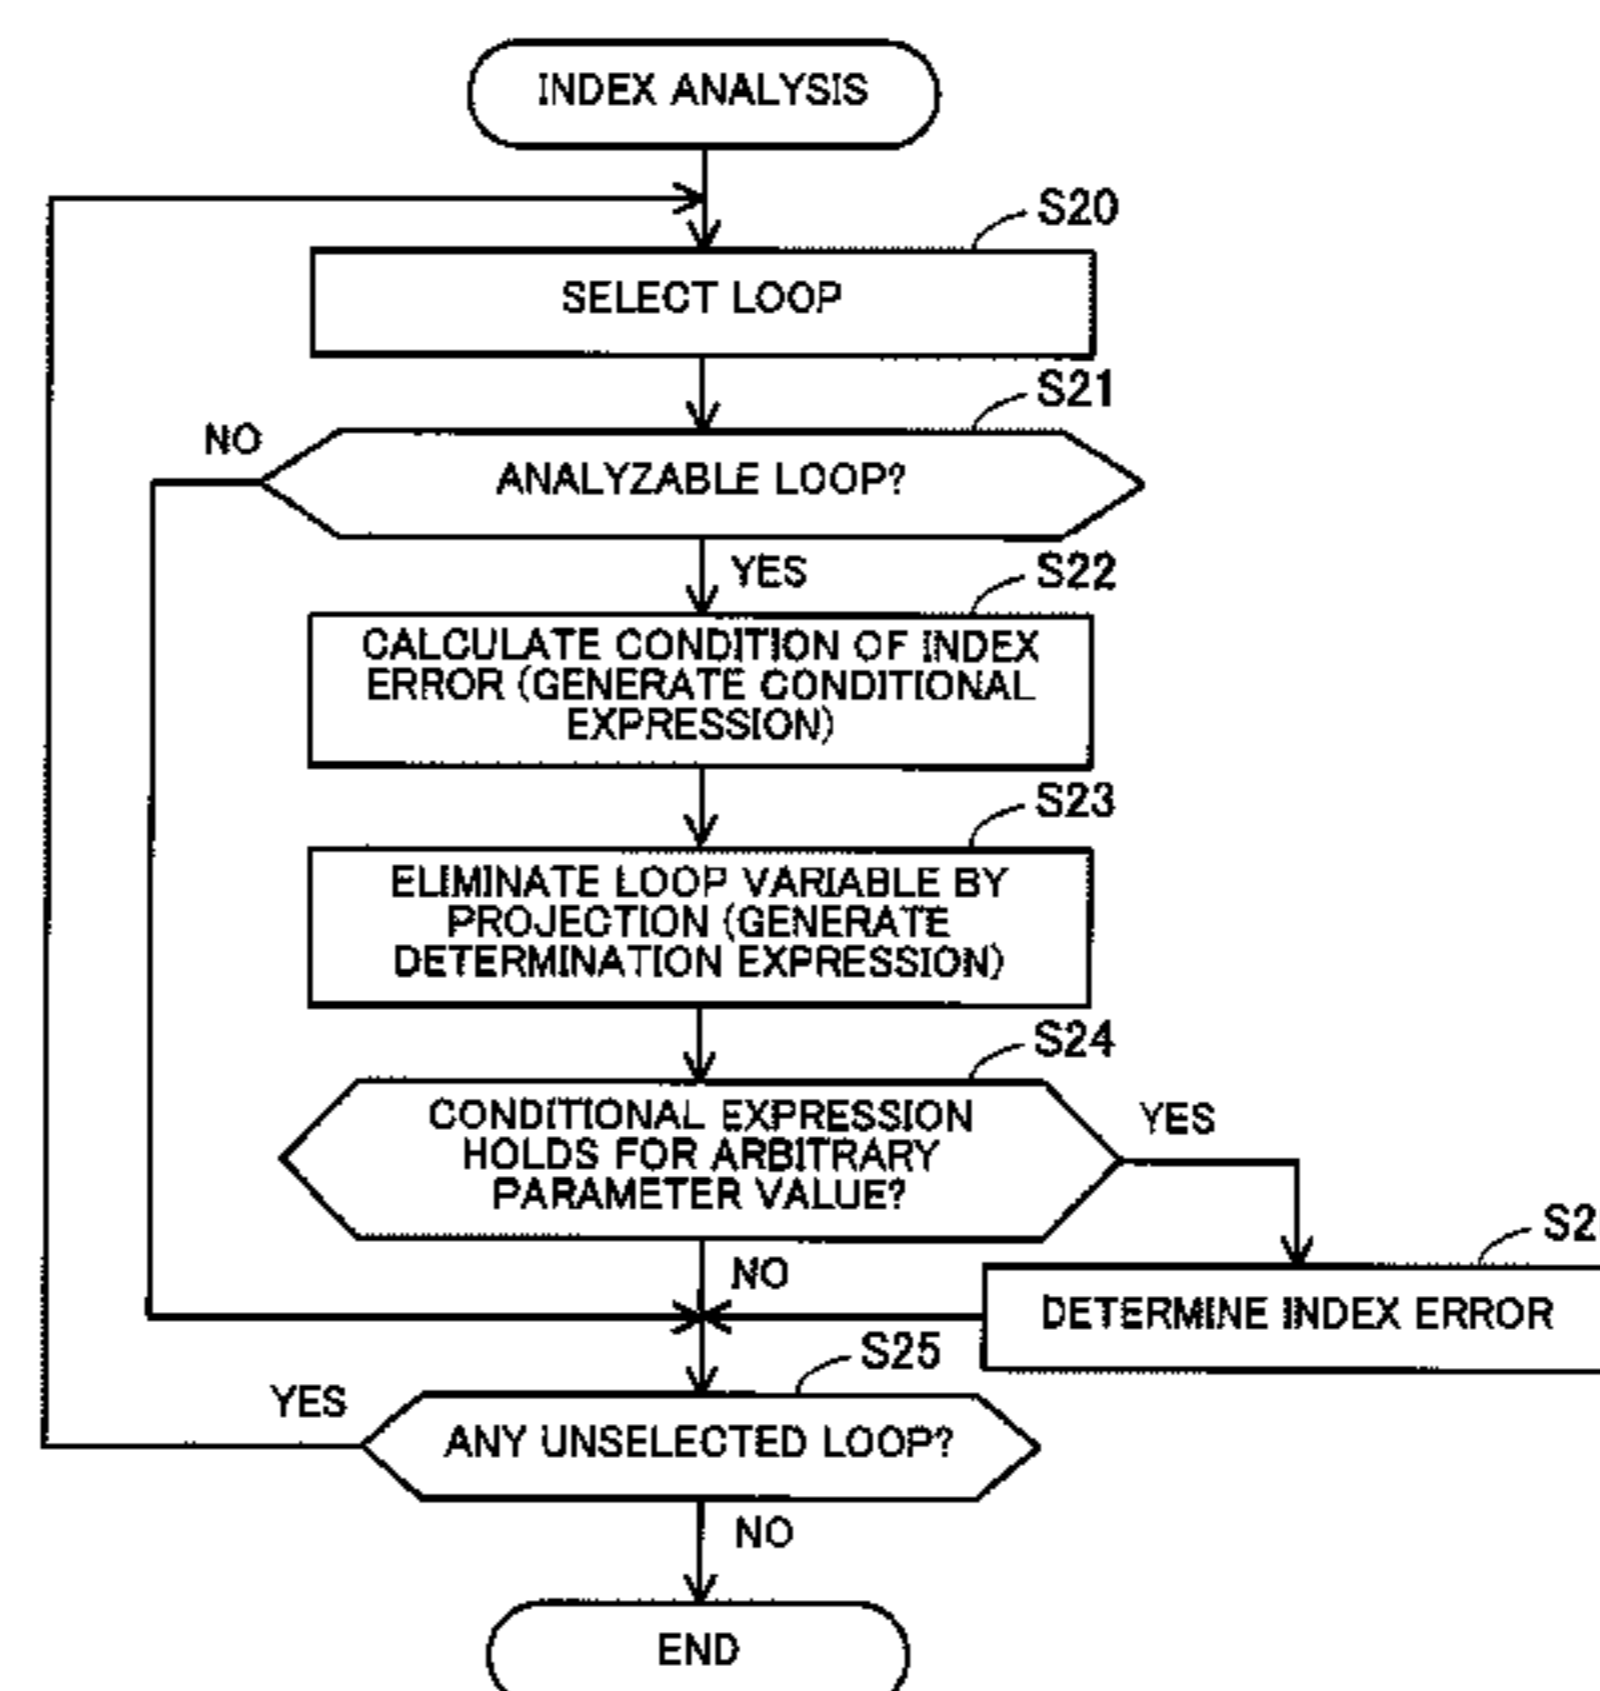 INDEX ANALYSIS
S20
SELECT LOOP
S21
NO
ANALYZABLE LOOP?
YES
S22
CALCULATE CONDITION OF INDEX
ERROR (GENERATE CONDITIONAL
EXPRESSION)
S23
ELIMINATE LOOP VARIABLE BY
PROJECTION (GENERATE
DETERMINATION EXPRESSION)
S24
CONDITIONAL EXPRESSION
HOLDS FOR ARBITRARY
PARAMETER VALUE?
YES
NO
DETERMINE INDEX ERROR
S25
YES
ANY UNSELECTED LOOP?
NO
END